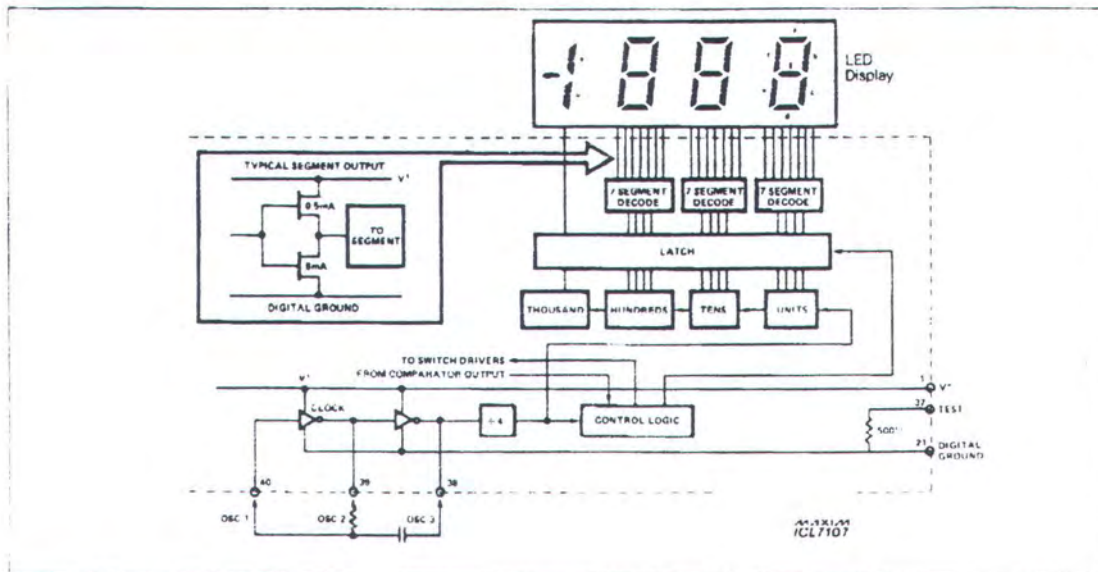 LED
Display
TYPICAL SEGMENT OUTPUT
V+
0.5mA
TO
SEGMENT
8mA
DIGITAL GROUND
7 SEGMENT
DECODE
7 SEGMENT
DECODE
7 SEGMENT
DECODE
LATCH
THOUSAND
HUNDREDS
TENS
UNITS
TO SWITCH DRIVERS
FROM COMPARATOR OUTPUT
V+
1
V+
CLOCK
÷4
CONTROL LOGIC
37
TEST
500Ω
21
DIGITAL
GROUND
40
39
38
OSC 1
OSC 2
OSC 3
MAXIM
ICL7107